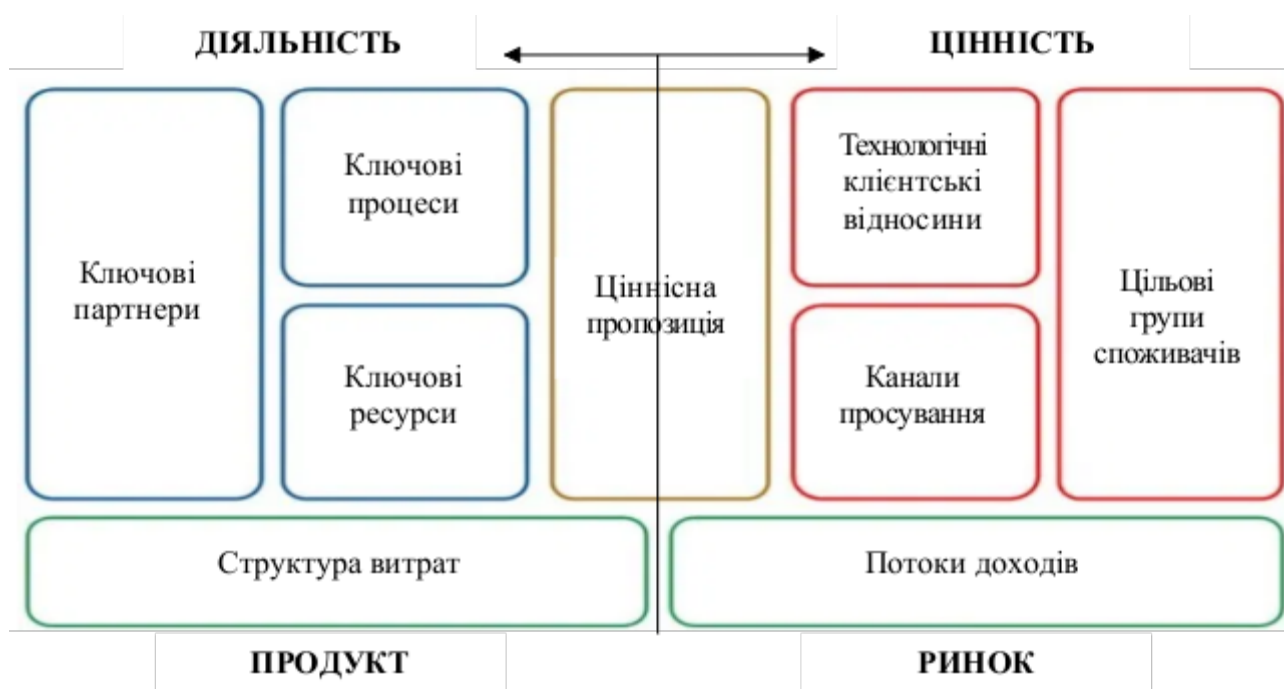 ДІЯЛЬНІСТЬ
ЦІННІСТЬ
Ключові
партнери
Ключові
процеси
Ключові
ресурси
Ціннісна
пропозиція
Технологічні
клієнтські
відносини
Канали
просування
Цільові
групи
споживачів
Структура витрат
Потоки доходів
ПРОДУКТ
РИНОК